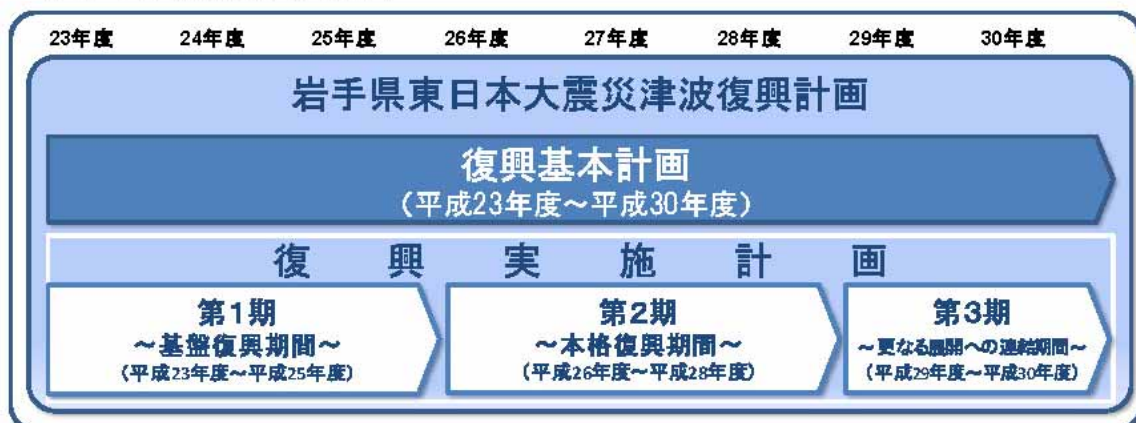 23年度 24年度 25年度 26年度 27年度 28年度 29年度 30年度
岩手県東日本大震災津波復興計画
復興基本計画
（平成23年度～平成30年度）
復興実施計画
第1期
～基盤復興期間～
（平成23年度～平成25年度）
第2期
～本格復興期間～
（平成26年度～平成28年度）
第3期
～更なる展開への連結期間～
（平成29年度～平成30年度）